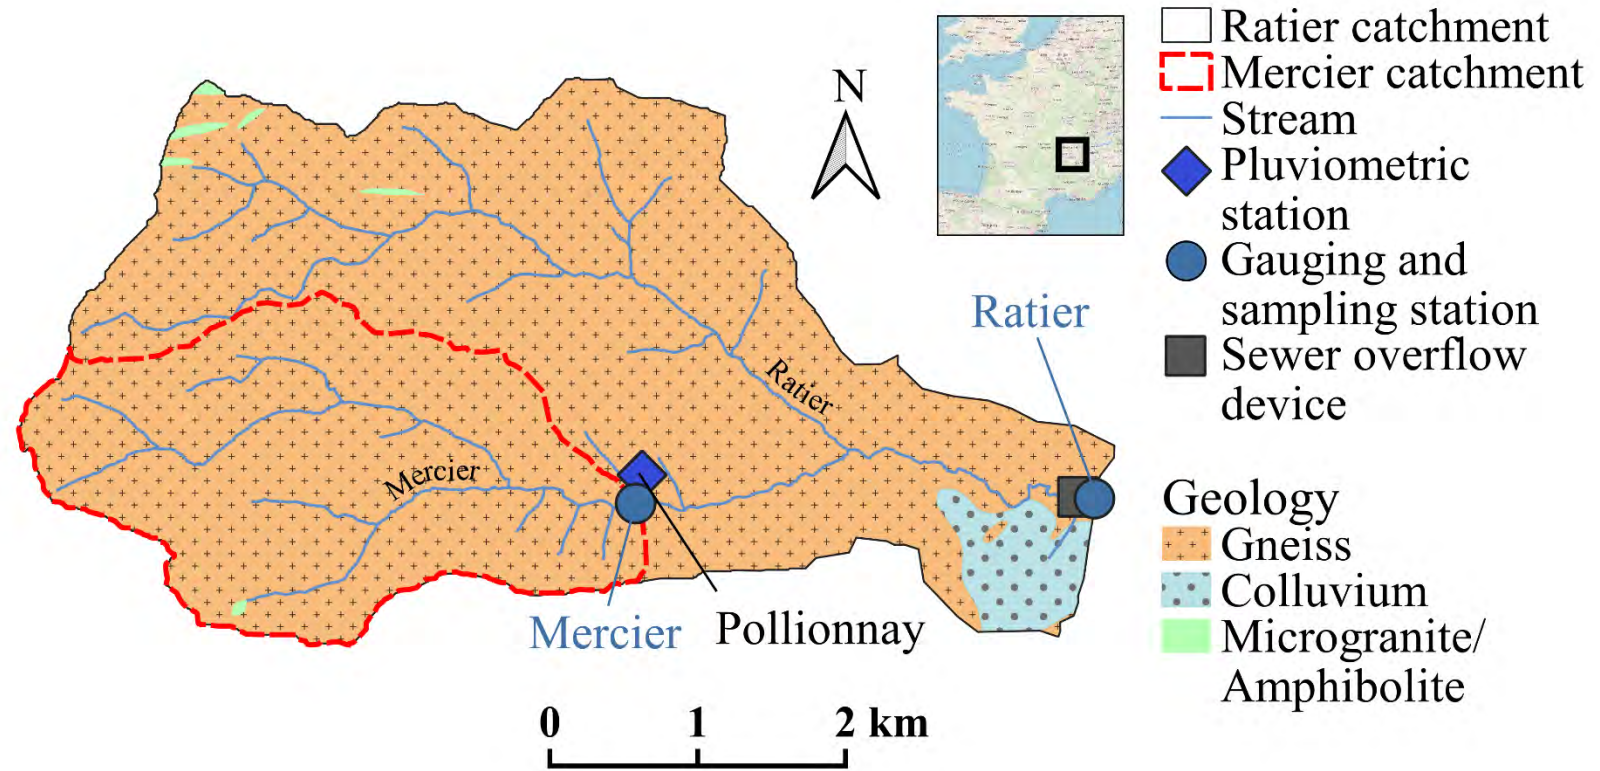 N
Ratier
Ratier
Mercier
Mercier
Pollionnay
0 1 2 km
Ratier catchment
Mercier catchment
Stream
Pluviometric
station
Gauging and
sampling station
Sewer overflow
device
Geology
Gneiss
Colluvium
Microgranite/
Amphibolite